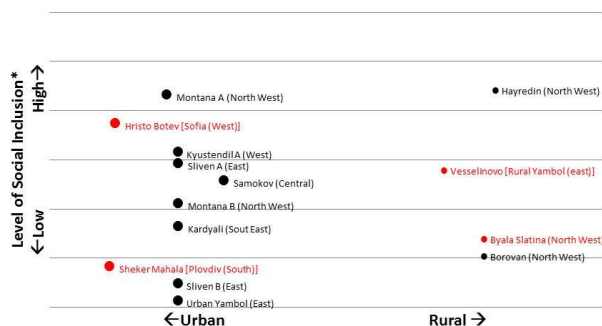 Level of Social Inclusion*
←Low
High→
Montana A (North West)
Hayredin (North West)
Hristo Botev [Sofia (West)]
Kyustendil A (West)
Sliven A (East)
Vesselinovo [Rural Yambol (east)]
Samokov (Central)
Montana B (North West)
Kardyali (Sout East)
Byala Slatina (North West)
Borovan (North West)
Sheker Mahala [Plovdiv (South)]
Sliven B (East)
Urban Yambol (East)
←Urban
Rural→